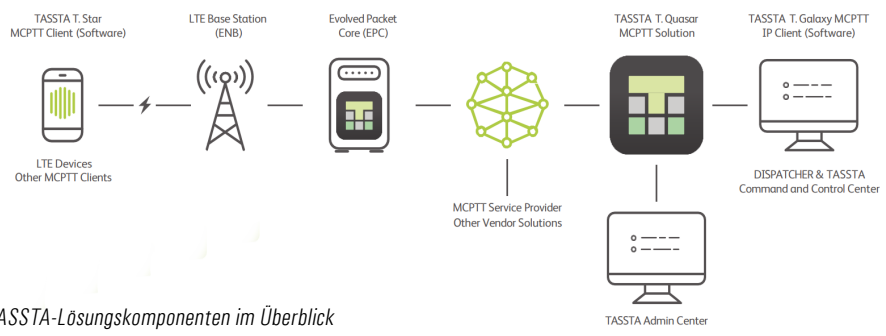 TASSTA T. Star
MCPTT Client (Software)
LTE Base Station
(ENB)
Evolved Packet
Core (EPC)
TASSTA T. Quasar
MCPTT Solution
TASSTA T. Galaxy MCPTT
IP Client (Software)
LTE Devices
Other MCPTT Clients
MCPTT Service Provider
Other Vendor Solutions
DISPATCHER & TASSTA
Command and Control Center
TASSTA Admin Center
ASSTA-Lösungskomponenten im Überblick